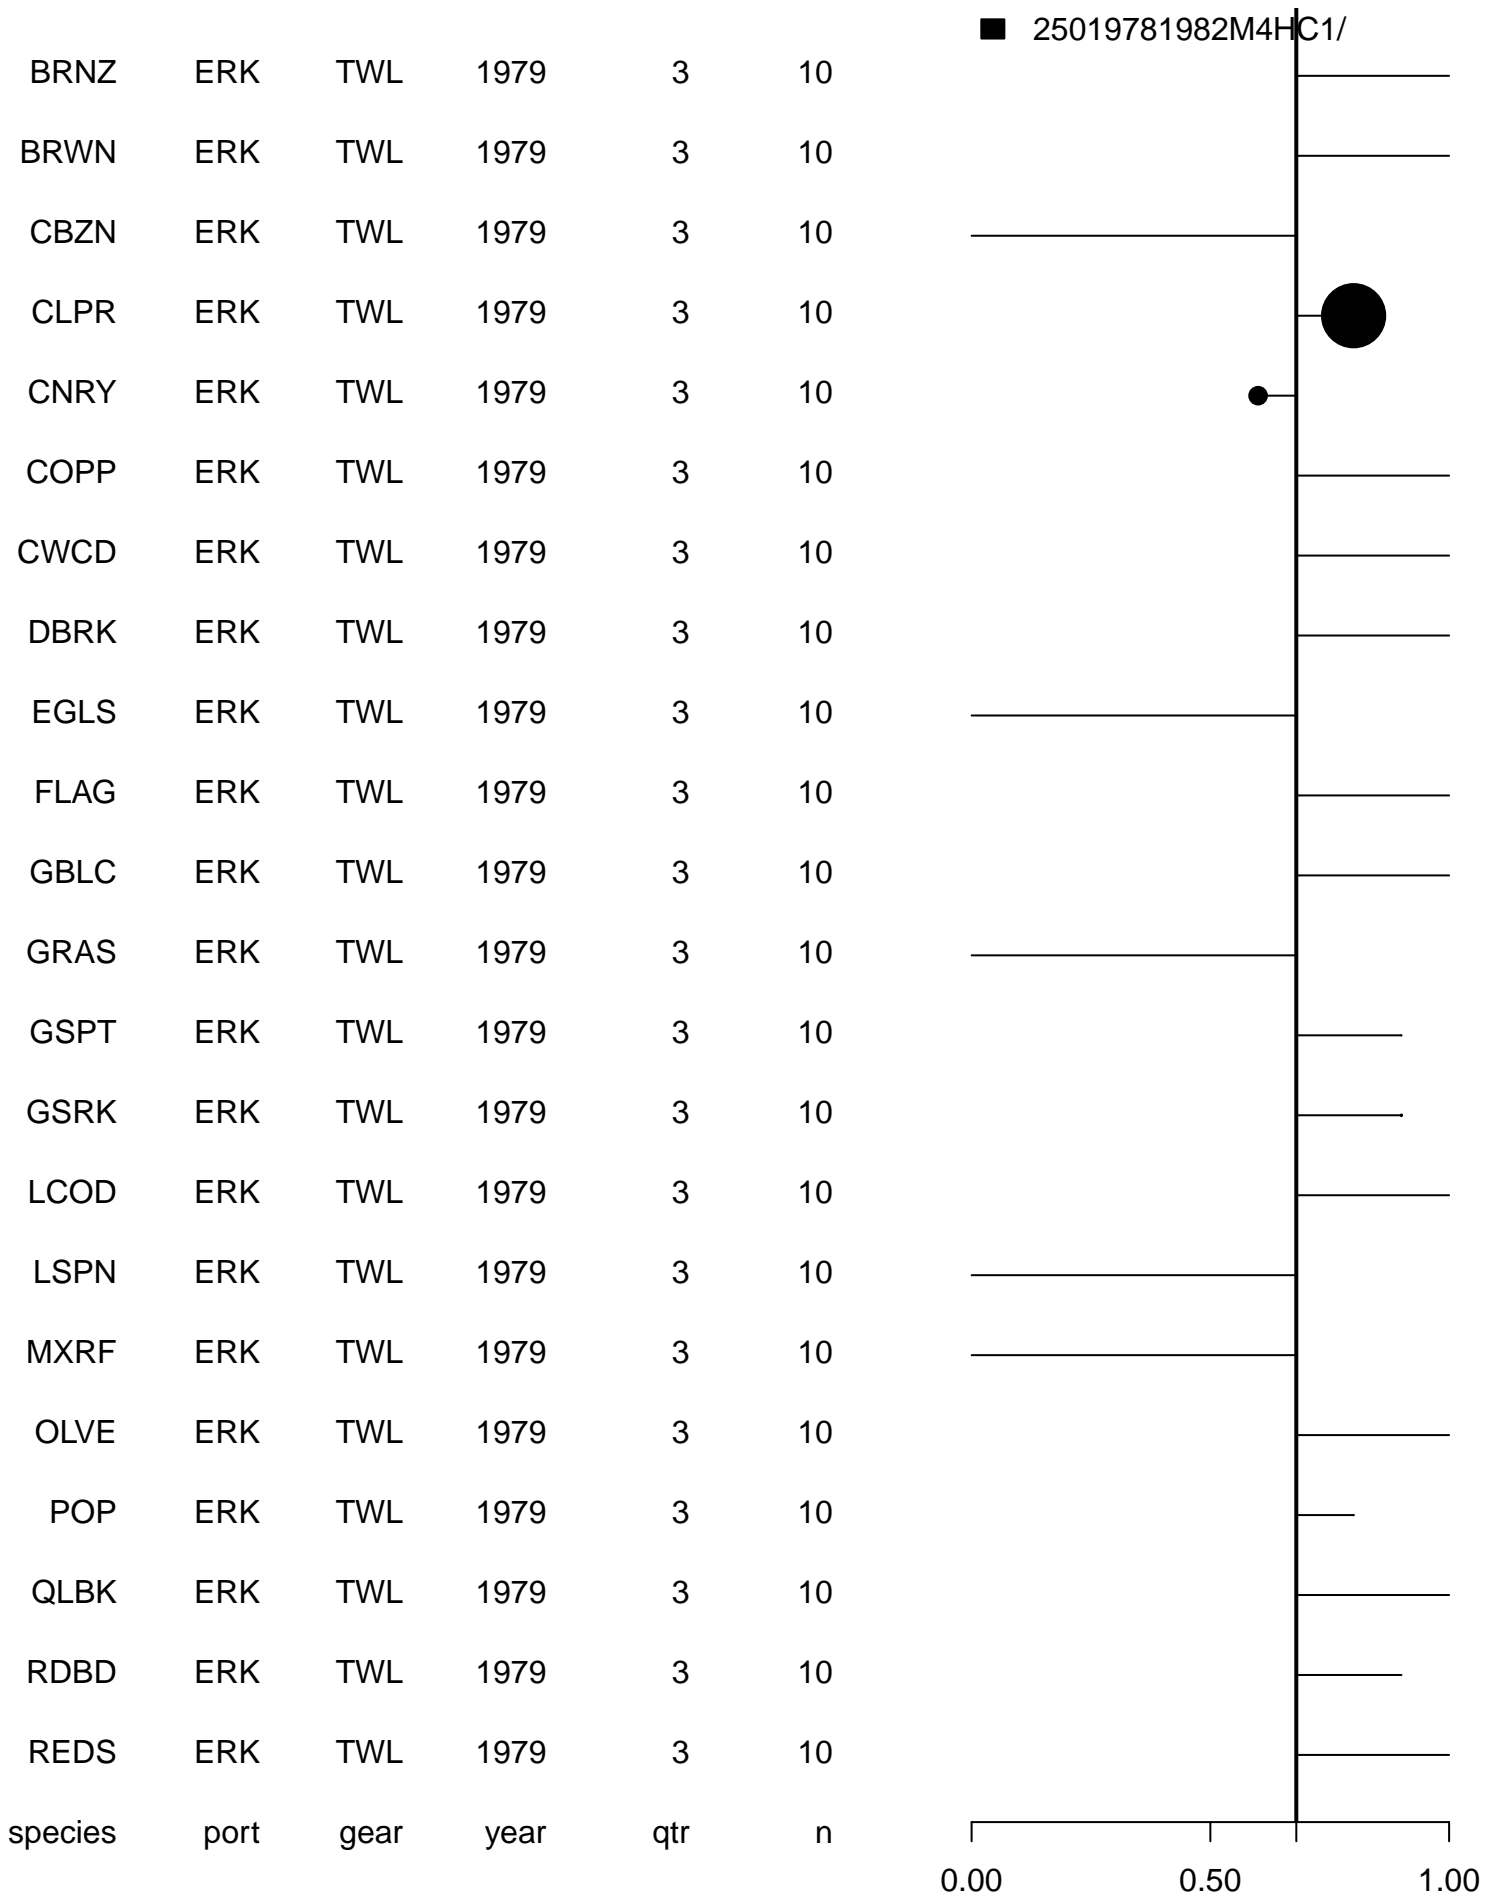 25019781982M4HC1/
BRNZ ERK TWL 1979 3 10
BRWN ERK TWL 1979 3 10
CBZN ERK TWL 1979 3 10
CLPR ERK TWL 1979 3 10
CNRY ERK TWL 1979 3 10
COPP ERK TWL 1979 3 10
CWCD ERK TWL 1979 3 10
DBRK ERK TWL 1979 3 10
EGLS ERK TWL 1979 3 10
FLAG ERK TWL 1979 3 10
GBLC ERK TWL 1979 3 10
GRAS ERK TWL 1979 3 10
GSPT ERK TWL 1979 3 10
GSRK ERK TWL 1979 3 10
LCOD ERK TWL 1979 3 10
LSPN ERK TWL 1979 3 10
MXRF ERK TWL 1979 3 10
OLVE ERK TWL 1979 3 10
POP ERK TWL 1979 3 10
QLBK ERK TWL 1979 3 10
RDBD ERK TWL 1979 3 10
REDS ERK TWL 1979 3 10
species port gear year qtr n
0.00 0.50 1.00